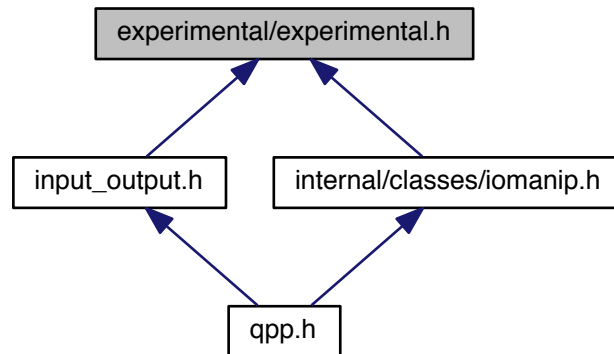 experimental/experimental.h
input_output.h
internal/classes/iomanip.h
qpp.h